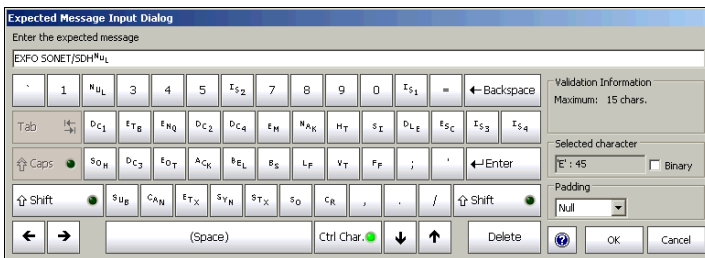 Expected Message Input Dialog
Enter the expected message
EXFO SONET/SDHNUL
` 1 NUL 3 4 5 IS2 7 8 9 0 IS1 = ←Backspace
Tab DC1 ETB ENQ DC2 DC4 EM NAK HT SI DLE ESC IS3 IS4
Caps SOH DC3 EOT ACK BEL BS LF VT FF ; ' Enter
Shift SUB CAN ETX SYN STX SO CR , . / Shift
← → (Space) Ctrl Char. ↓ ↑ Delete
Validation Information
Maximum: 15 chars.
Selected character
'E' : 45 Binary
Padding
Null
? OK Cancel